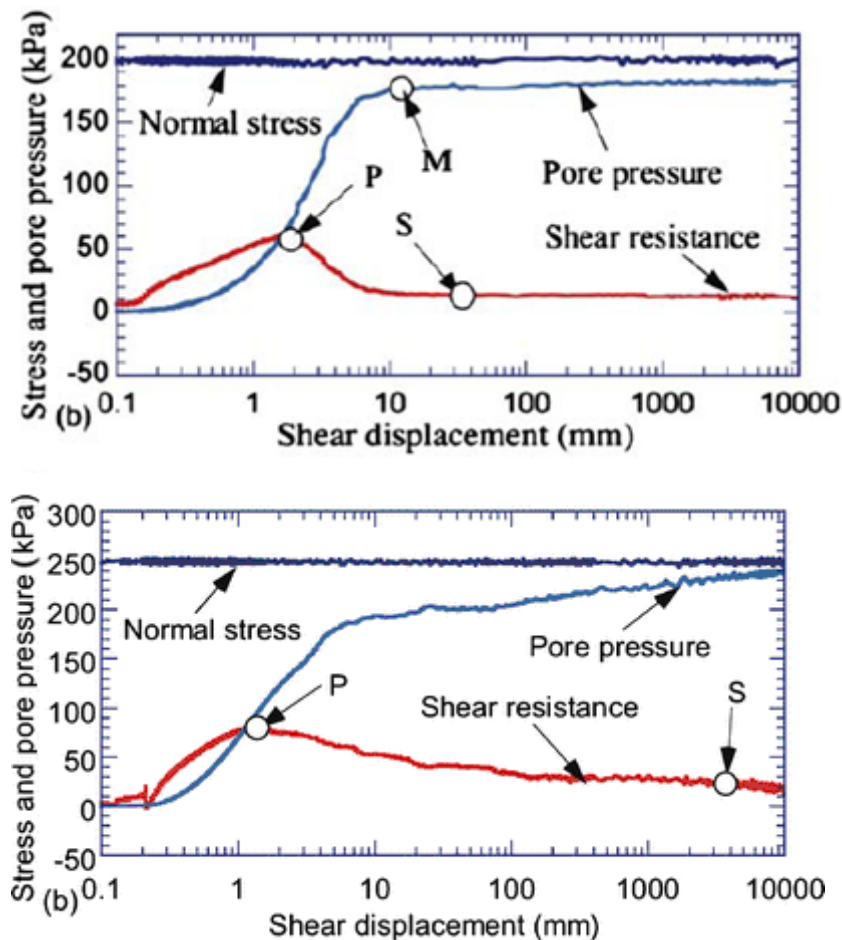 Stress and pore pressure (kPa)
200
150
100
50
0
-50
Normal stress
M
P
Pore pressure
S
Shear resistance
0.1
1
10
100
1000
10000
(b)
Shear displacement (mm)
Stress and pore pressure (kPa)
300
250
200
150
100
50
0
-50
Normal stress
Pore pressure
P
Shear resistance
S
0.1
1
10
100
1000
10000
(b)
Shear displacement (mm)